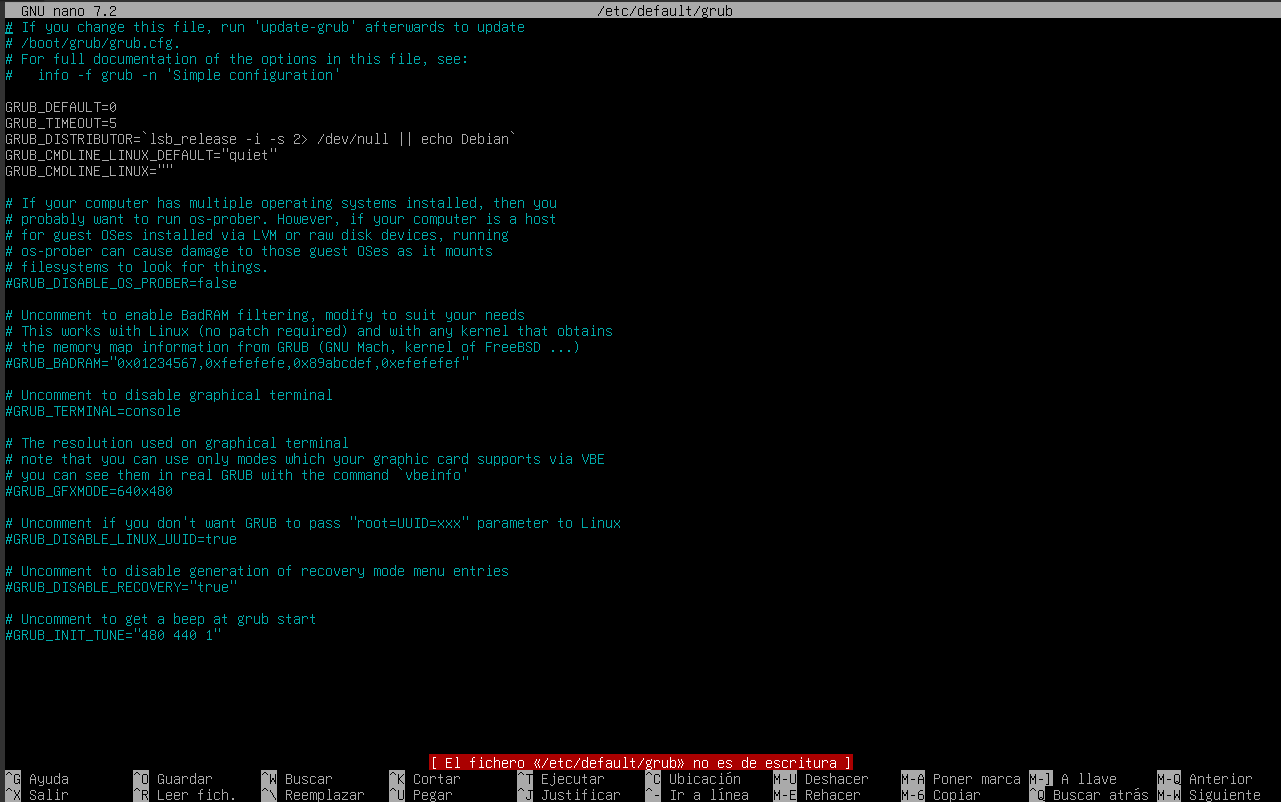 GNU nano 7.2 /etc/default/grub
# If you change this file, run 'update-grub' afterwards to update
# /boot/grub/grub.cfg.
# For full documentation of the options in this file, see:
#   info -f grub -n 'Simple configuration'

GRUB_DEFAULT=0
GRUB_TIMEOUT=5
GRUB_DISTRIBUTOR=`lsb_release -i -s 2> /dev/null || echo Debian`
GRUB_CMDLINE_LINUX_DEFAULT="quiet"
GRUB_CMDLINE_LINUX=""

# If your computer has multiple operating systems installed, then you
# probably want to run os-prober. However, if your computer is a host
# for guest OSes installed via LVM or raw disk devices, running
# os-prober can cause damage to those guest OSes as it mounts
# filesystems to look for things.
#GRUB_DISABLE_OS_PROBER=false

# Uncomment to enable BadRAM filtering, modify to suit your needs
# This works with Linux (no patch required) and with any kernel that obtains
# the memory map information from GRUB (GNU Mach, kernel of FreeBSD ...)
#GRUB_BADRAM="0x01234567,0xfefefefe,0x89abcdef,0xefefefef"

# Uncomment to disable graphical terminal
#GRUB_TERMINAL=console

# The resolution used on graphical terminal
# note that you can use only modes which your graphic card supports via VBE
# you can see them in real GRUB with the command `vbeinfo'
#GRUB_GFXMODE=640x480

# Uncomment if you don't want GRUB to pass "root=UUID=xxx" parameter to Linux
#GRUB_DISABLE_LINUX_UUID=true

# Uncomment to disable generation of recovery mode menu entries
#GRUB_DISABLE_RECOVERY="true"

# Uncomment to get a beep at grub start
#GRUB_INIT_TUNE="480 440 1"

[ El fichero «/etc/default/grub» no es de escritura ]
^G Ayuda ^O Guardar ^W Buscar ^K Cortar ^T Ejecutar ^C Ubicación M-U Deshacer M-A Poner marca M-] A llave M-Q Anterior
^X Salir ^R Leer fich. ^\ Reemplazar ^U Pegar ^J Justificar ^- Ir a línea M-E Rehacer M-6 Copiar ^Q Buscar atrás M-W Siguiente